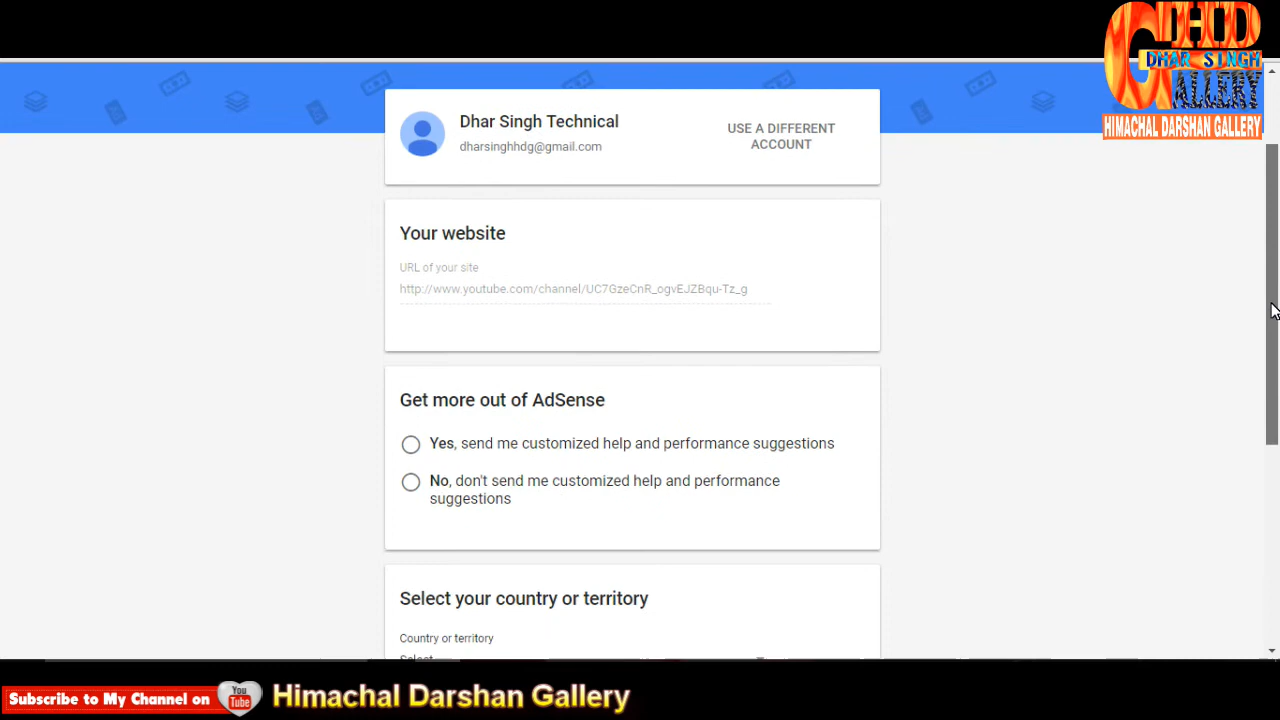 GHD
DHAR SINGH
GALLERY
HIMACHAL DARSHAN GALLERY
Dhar Singh Technical
dharsinghhdg@gmail.com
USE A DIFFERENT
ACCOUNT
Your website
URL of your site
http://www.youtube.com/channel/UC7GzeCnR_ogvEJZBqu-Tz_g
Get more out of AdSense
Yes, send me customized help and performance suggestions
No, don't send me customized help and performance
suggestions
Select your country or territory
Country or territory
Select
Subscribe to My Channel on
You
Tube
Himachal Darshan Gallery